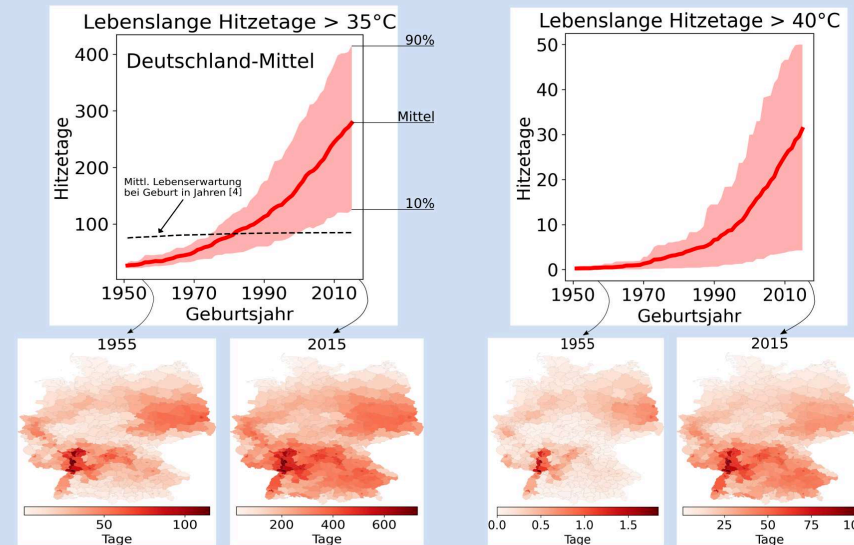 Lebenslange Hitzetage > 35°C
Deutschland-Mittel
Hitzetage
400
300
200
100
Mittl. Lebenserwartung
bei Geburt in Jahren [4]
90%
Mittel
10%
1950 1970 1990 2010
Geburtsjahr
Lebenslange Hitzetage > 40°C
Hitzetage
50
40
30
20
10
0
1950 1970 1990 2010
Geburtsjahr
1955
50 100
Tage
2015
200 400 600
Tage
1955
0.0 0.5 1.0 1.5
Tage
2015
25 50 75
Tage